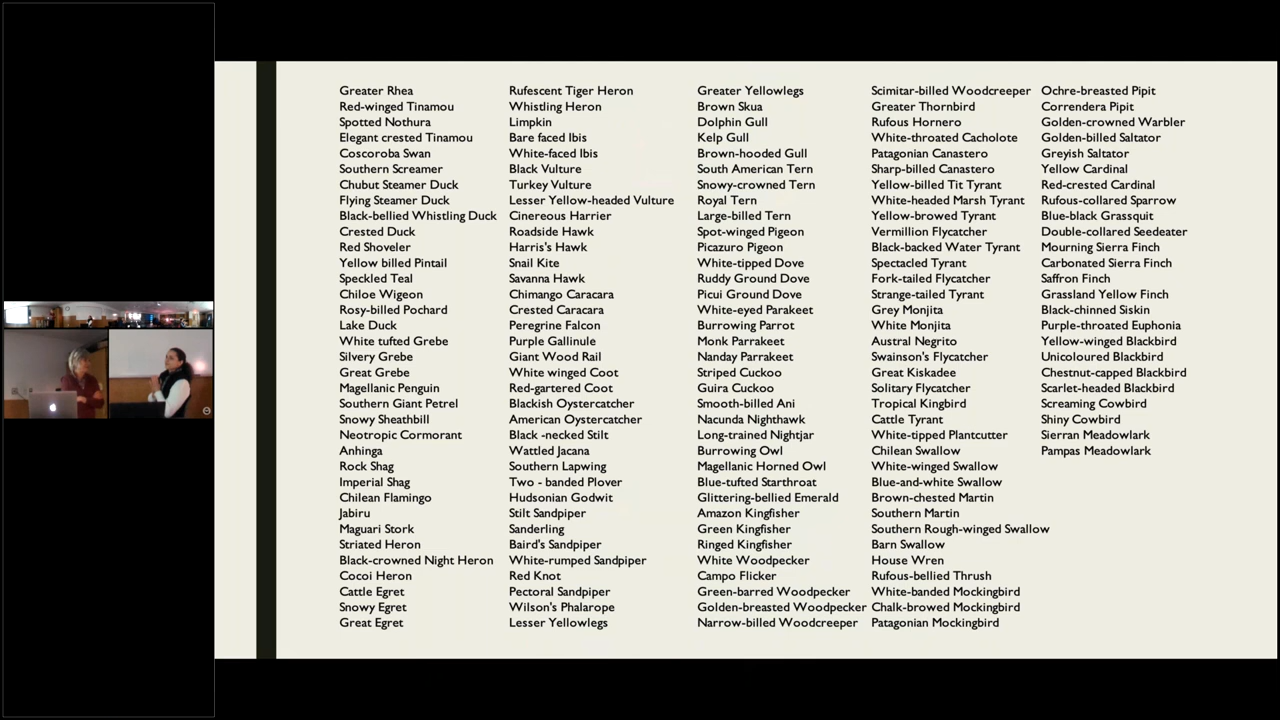 Greater Rhea
Red-winged Tinamou
Spotted Nothura
Elegant crested Tinamou
Coscoroba Swan
Southern Screamer
Chubut Steamer Duck
Flying Steamer Duck
Black-bellied Whistling Duck
Crested Duck
Red Shoveler
Yellow billed Pintail
Speckled Teal
Chiloe Wigeon
Rosy-billed Pochard
Lake Duck
White tufted Grebe
Silvery Grebe
Great Grebe
Magellanic Penguin
Southern Giant Petrel
Snowy Sheathbill
Neotropic Cormorant
Anhinga
Rock Shag
Imperial Shag
Chilean Flamingo
Jabiru
Maguari Stork
Striated Heron
Black-crowned Night Heron
Cocoi Heron
Cattle Egret
Snowy Egret
Great Egret
Rufescent Tiger Heron
Whistling Heron
Limpkin
Bare faced Ibis
White-faced Ibis
Black Vulture
Turkey Vulture
Lesser Yellow-headed Vulture
Cinereous Harrier
Roadside Hawk
Harris's Hawk
Snail Kite
Savanna Hawk
Chimango Caracara
Crested Caracara
Peregrine Falcon
Purple Gallinule
Giant Wood Rail
White winged Coot
Red-gartered Coot
Blackish Oystercatcher
American Oystercatcher
Black -necked Stilt
Wattled Jacana
Southern Lapwing
Two - banded Plover
Hudsonian Godwit
Stilt Sandpiper
Sanderling
Baird's Sandpiper
White-rumped Sandpiper
Red Knot
Pectoral Sandpiper
Wilson's Phalarope
Lesser Yellowlegs
Greater Yellowlegs
Brown Skua
Dolphin Gull
Kelp Gull
Brown-hooded Gull
South American Tern
Snowy-crowned Tern
Royal Tern
Large-billed Tern
Spot-winged Pigeon
Picazuro Pigeon
White-tipped Dove
Ruddy Ground Dove
Picui Ground Dove
White-eyed Parakeet
Burrowing Parrot
Monk Parrakeet
Nanday Parrakeet
Striped Cuckoo
Guira Cuckoo
Smooth-billed Ani
Nacunda Nighthawk
Long-trained Nightjar
Burrowing Owl
Magellanic Horned Owl
Blue-tufted Starthroat
Glittering-bellied Emerald
Amazon Kingfisher
Green Kingfisher
Ringed Kingfisher
White Woodpecker
Campo Flicker
Green-barred Woodpecker
Golden-breasted Woodpecker
Narrow-billed Woodcreeper
Scimitar-billed Woodcreeper
Greater Thornbird
Rufous Hornero
White-throated Cacholote
Patagonian Canastero
Sharp-billed Canastero
Yellow-billed Tit Tyrant
White-headed Marsh Tyrant
Yellow-browed Tyrant
Vermillion Flycatcher
Black-backed Water Tyrant
Spectacled Tyrant
Fork-tailed Flycatcher
Strange-tailed Tyrant
Grey Monjita
White Monjita
Austral Negrito
Swainson's Flycatcher
Great Kiskadee
Solitary Flycatcher
Tropical Kingbird
Cattle Tyrant
White-tipped Plantcutter
Chilean Swallow
White-winged Swallow
Blue-and-white Swallow
Brown-chested Martin
Southern Martin
Southern Rough-winged Swallow
Barn Swallow
House Wren
Rufous-bellied Thrush
White-banded Mockingbird
Chalk-browed Mockingbird
Patagonian Mockingbird
Ochre-breasted Pipit
Correndera Pipit
Golden-crowned Warbler
Golden-billed Saltator
Greyish Saltator
Yellow Cardinal
Red-crested Cardinal
Rufous-collared Sparrow
Blue-black Grassquit
Double-collared Seedeater
Mourning Sierra Finch
Carbonated Sierra Finch
Saffron Finch
Grassland Yellow Finch
Black-chinned Siskin
Purple-throated Euphonia
Yellow-winged Blackbird
Unicoloured Blackbird
Chestnut-capped Blackbird
Scarlet-headed Blackbird
Screaming Cowbird
Shiny Cowbird
Sierran Meadowlark
Pampas Meadowlark